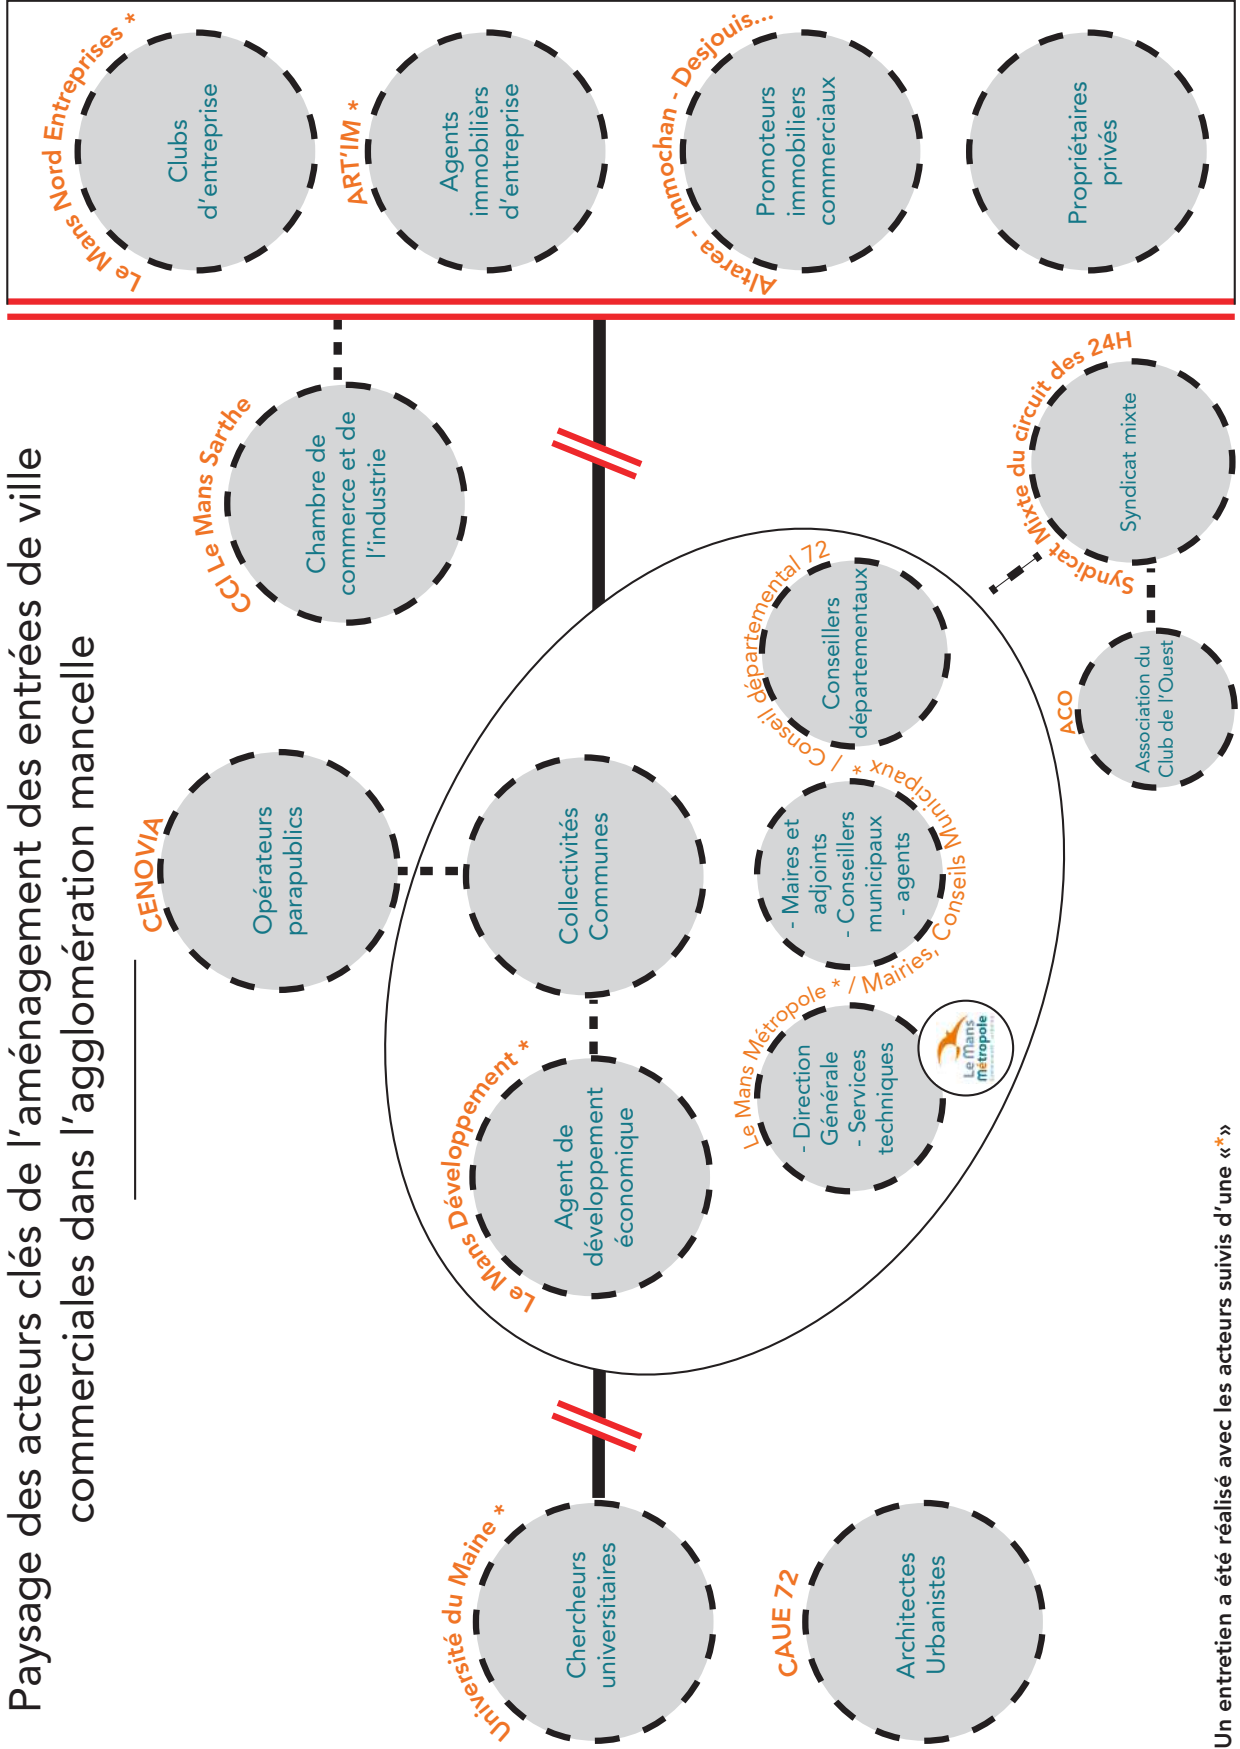 Paysage des acteurs clés de l'aménagement des entrées de ville
commerciales dans l'agglomération mancelle
Université du Maine *
Chercheurs
universitaires
CAUE 72
Architectes
Urbanistes
CENOVIA
Opérateurs
parapublics
Le Mans Développement *
Agent de
développement
économique
Collectivités
Communes
Le Mans Métropole * / Mairies, Conseils Municipaux * / Conseil départemental 72
- Direction
Générale
- Services
techniques
Le Mans
Métropole
- Maires et
adjoints
- Conseillers
municipaux
- agents
Conseillers
départementaux
CCI Le Mans Sarthe
Chambre de
commerce et de
l'industrie
ACO
Association du
Club de l'Ouest
Syndicat Mixte du circuit des 24H
Syndicat mixte
Le Mans Nord Entreprises *
Clubs
d'entreprise
ART'IM *
Agents
immobilièrs
d'entreprise
Altarea - Immochan - Desjouis...
Promoteurs
immobiliers
commerciaux
Propriétaires
privés
Un entretien a été réalisé avec les acteurs suivis d'une «*»